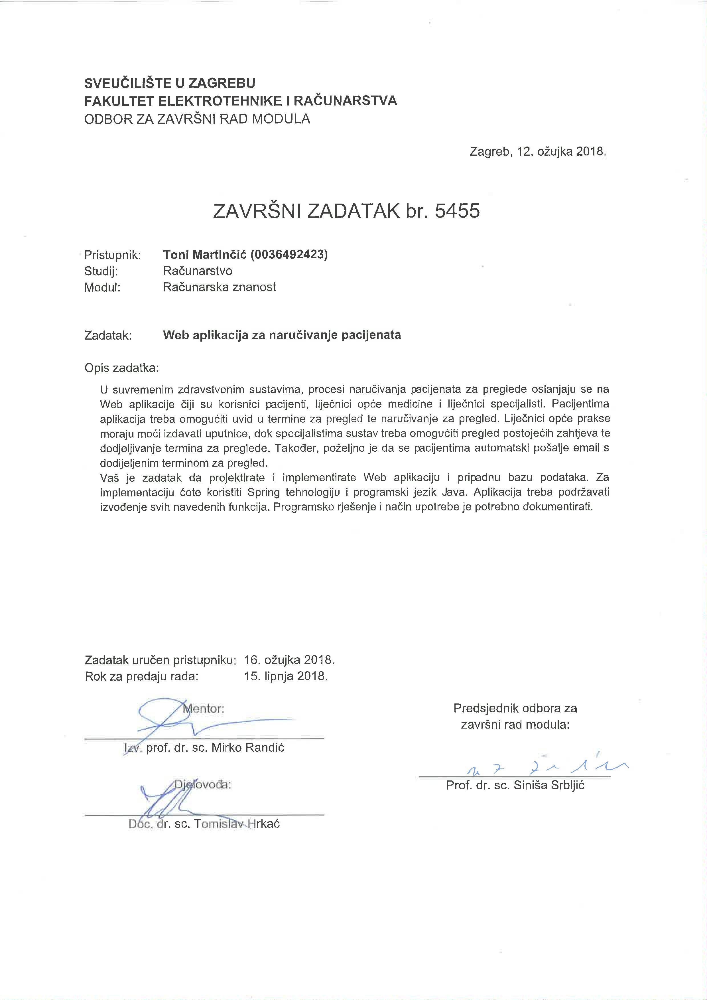 SVEUČILIŠTE U ZAGREBU
FAKULTET ELEKTROTEHNIKE I RAČUNARSTVA
ODBOR ZA ZAVRŠNI RAD MODULA
Zagreb, 12. ožujka 2018.
ZAVRŠNI ZADATAK br. 5455
Pristupnik: Toni Martinčić (0036492423)
Studij: Računarstvo
Modul: Računarska znanost
Zadatak: Web aplikacija za naručivanje pacijenata
Opis zadatka:
U suvremenim zdravstvenim sustavima, procesi naručivanja pacijenata za preglede oslanjaju se na
Web aplikacije čiji su korisnici pacijenti, liječnici opće medicine i liječnici specijalisti. Pacijentima
aplikacija treba omogućiti uvid u termine za pregled te naručivanje za pregled. Liječnici opće prakse
moraju moći izdavati uputnice, dok specijalistima sustav treba omogućiti pregled postojećih zahtjeva te
dodjeljivanje termina za preglede. Također, poželjno je da se pacijentima automatski pošalje email s
dodijeljenim terminom za pregled.
Vaš je zadatak da projektirate i implementirate Web aplikaciju i pripadnu bazu podataka. Za
implementaciju ćete koristiti Spring tehnologiju i programski jezik Java. Aplikacija treba podržavati
izvođenje svih navedenih funkcija. Programsko rješenje i način upotrebe je potrebno dokumentirati.
Zadatak uručen pristupniku: 16. ožujka 2018.
Rok za predaju rada: 15. lipnja 2018.
Mentor:
Izv. prof. dr. sc. Mirko Randić
Predsjednik odbora za
završni rad modula:
Prof. dr. sc. Siniša Srbljić
Djelovođa:
Doc. dr. sc. Tomislav Hrkać